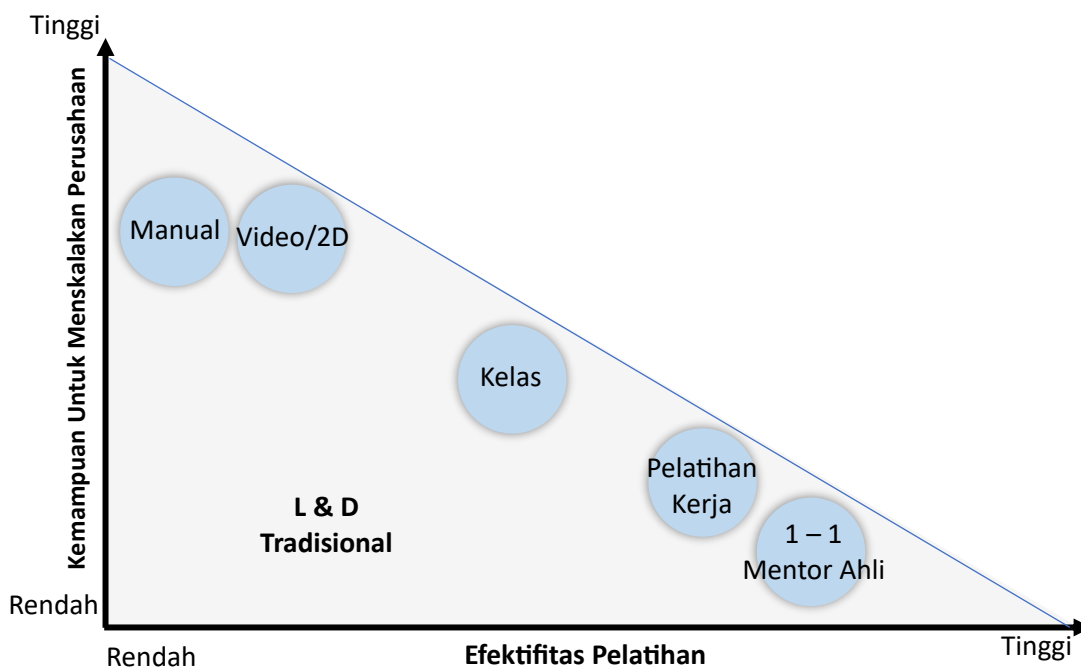 Tinggi
Kemampuan Untuk Menskalakan Perusahaan
Manual
Video/2D
Kelas
Pelatihan
Kerja
1 – 1
Mentor Ahli
L & D
Tradisional
Rendah
Rendah
Efektifitas Pelatihan
Tinggi